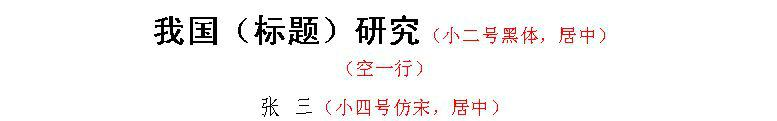 我国（标题）研究（小二号黑体，居中）
（空一行）
张 三（小四号仿宋，居中）